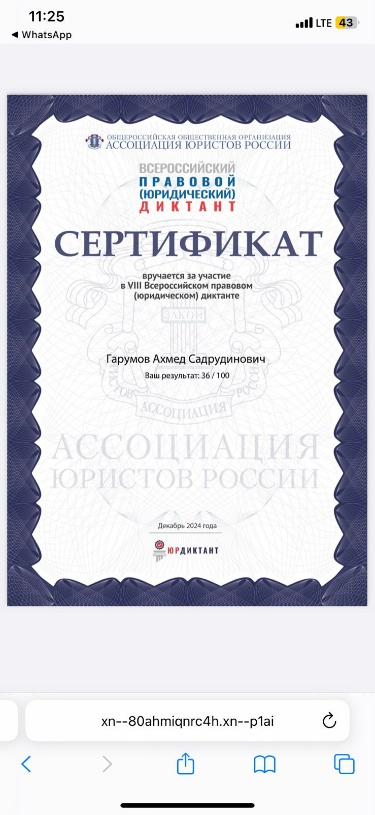 11:25
LTE 43
◀ WhatsApp
ОБЩЕРОССИЙСКАЯ ОБЩЕСТВЕННАЯ ОРГАНИЗАЦИЯ
АССОЦИАЦИЯ ЮРИСТОВ РОССИИ
ВСЕРОССИЙСКИЙ
ПРАВОВОЙ
(ЮРИДИЧЕСКИЙ)
ДИКТАНТ
СЕРТИФИКАТ
вручается за участие
в VIII Всероссийском правовом
(юридическом) диктанте
ЗАКОН
Гарумов Ахмед Садрудинович
Ваш результат: 36 / 100
ЮРИСТОВ РОССИИ
АССОЦИАЦИЯ
АССОЦИАЦИЯ
ЮРИСТОВ РОССИИ
Декабрь 2024 года
ЮРДИКТАНТ
xn--80ahmiqnrc4h.xn--p1ai